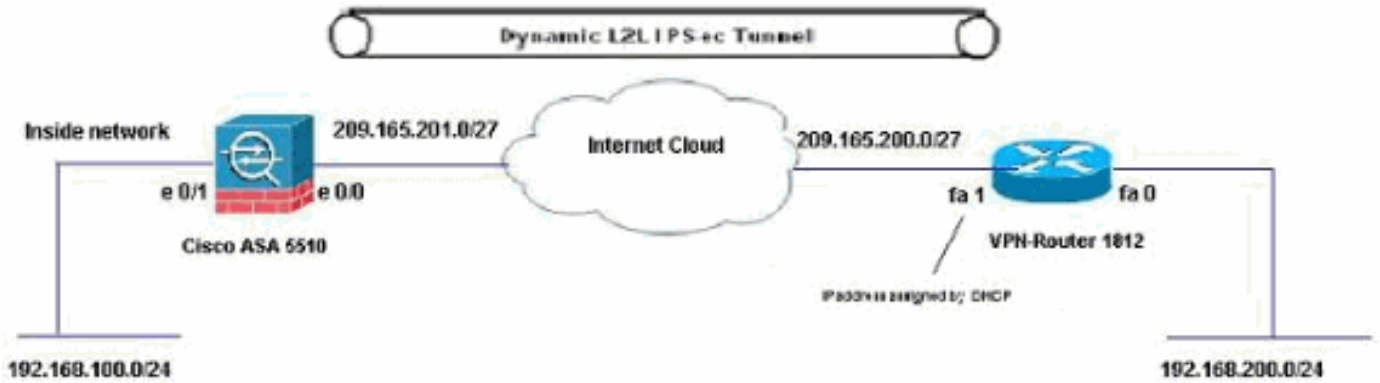 Dynamic L2L IPSec Tunnel
Inside network
209.165.201.0/27
Internet Cloud
209.165.200.0/27
e 0/1
e 0/0
fa 1
fa 0
Cisco ASA 5510
VPN-Router 1812
IP address assigned by DHCP
192.168.100.0/24
192.168.200.0/24